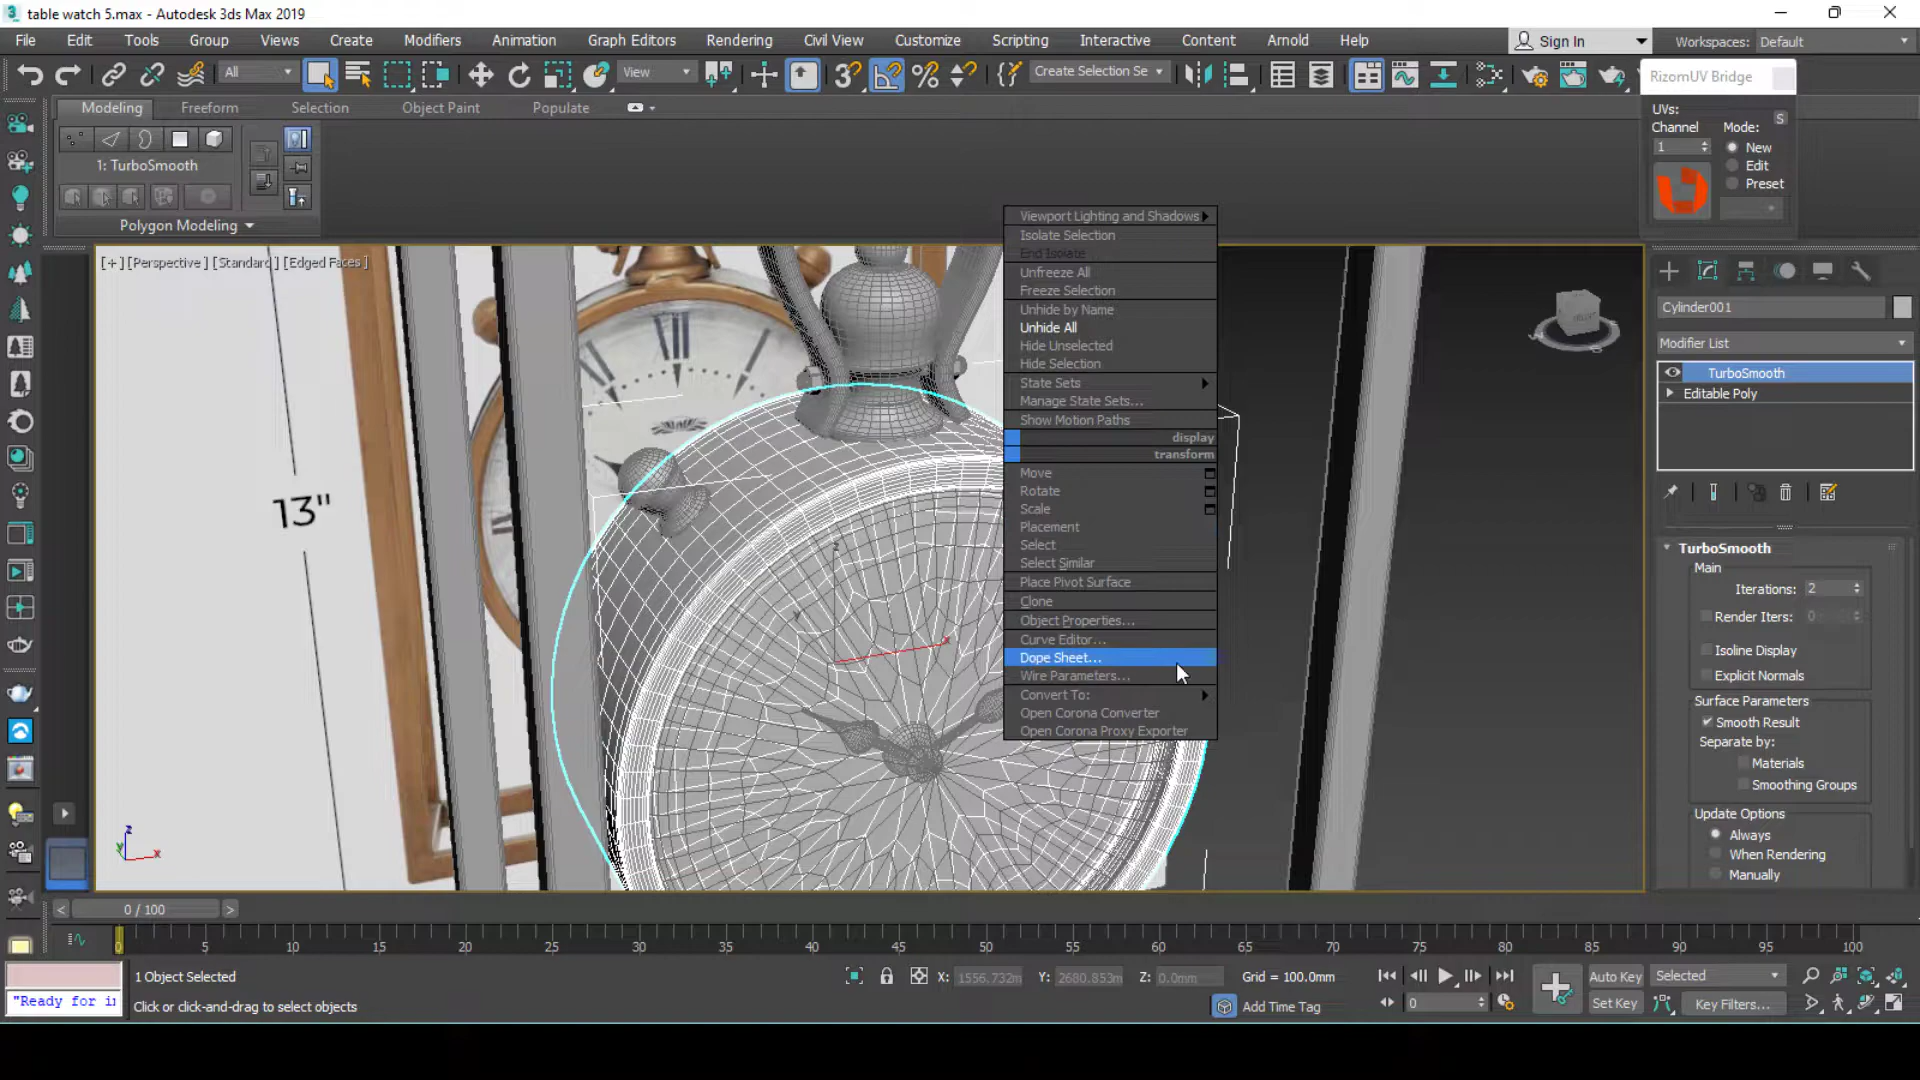 table watch 5.max - Autodesk 3ds Max 2019
File Edit Tools Group Views Create Modifiers Animation Graph Editors Rendering Civil View Customize Scripting Interactive Content Arnold Help Sign In Workspaces: Default
All View Create Selection Se RizomUV Bridge
Modeling Freeform Selection Object Paint Populate
UVs:
Channel Mode: S
1 New
Edit
Preset
1: TurboSmooth
Polygon Modeling
[+] [Perspective] [Standard] [Edged Faces]
13"
Viewport Lighting and Shadows
Isolate Selection
End Isolate
Unfreeze All
Freeze Selection
Unhide by Name
Unhide All
Hide Unselected
Hide Selection
State Sets
Manage State Sets...
Show Motion Paths
display
transform
Move
Rotate
Scale
Placement
Select
Select Similar
Place Pivot Surface
Clone
Object Properties...
Curve Editor...
Dope Sheet...
Wire Parameters...
Convert To:
Open Corona Converter
Open Corona Proxy Exporter
x
y
z
z
y
x
Cylinder001
Modifier List
TurboSmooth
Editable Poly
TurboSmooth
Main
Iterations: 2
Render Iters: 0
Isoline Display
Explicit Normals
Surface Parameters
Smooth Result
Separate by:
Materials
Smoothing Groups
Update Options
Always
When Rendering
Manually
< 0 / 100 >
0 5 10 15 20 25 30 35 40 45 50 55 60 65 70 75 80 85 90 95 100
1 Object Selected X: 1556.732m Y: 2680.853m Z: 0.0mm Grid = 100.0mm Auto Key Selected
"Ready for i Click or click-and-drag to select objects Add Time Tag 0 Set Key Key Filters...